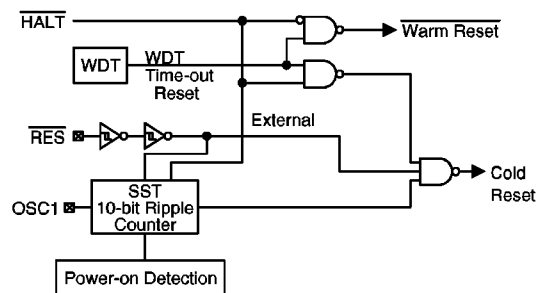 HALT
Warm Reset
WDT
WDT
Time-out
Reset
RES
External
Cold
Reset
OSC1
SST
10-bit Ripple
Counter
Power-on Detection